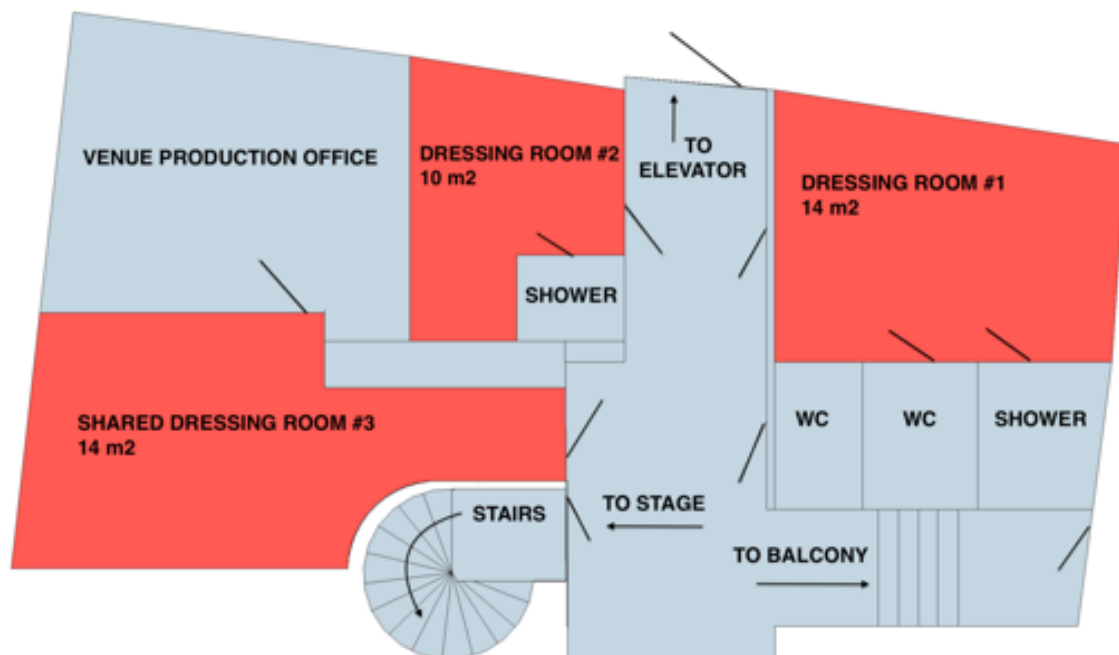 VENUE PRODUCTION OFFICE
DRESSING ROOM #2
10 m2
TO
ELEVATOR
DRESSING ROOM #1
14 m2
SHOWER
SHARED DRESSING ROOM #3
14 m2
WC
WC
SHOWER
STAIRS
TO STAGE
TO BALCONY